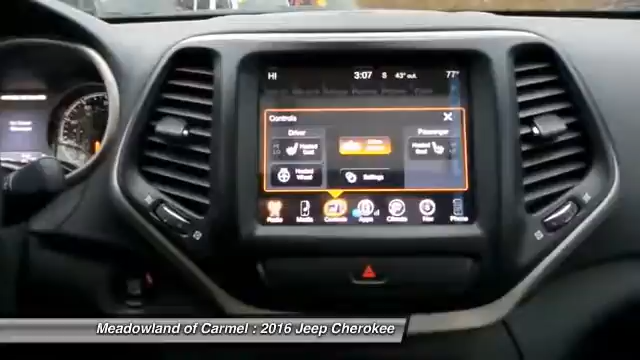 HI 3:07 S 43° out 77°
Controls X
Driver Passenger
Heated Seat Heated Seat
Heated Wheel Settings
Radio Media Controls Apps Climate Nav Phone
Meadowland of Carmel : 2016 Jeep Cherokee